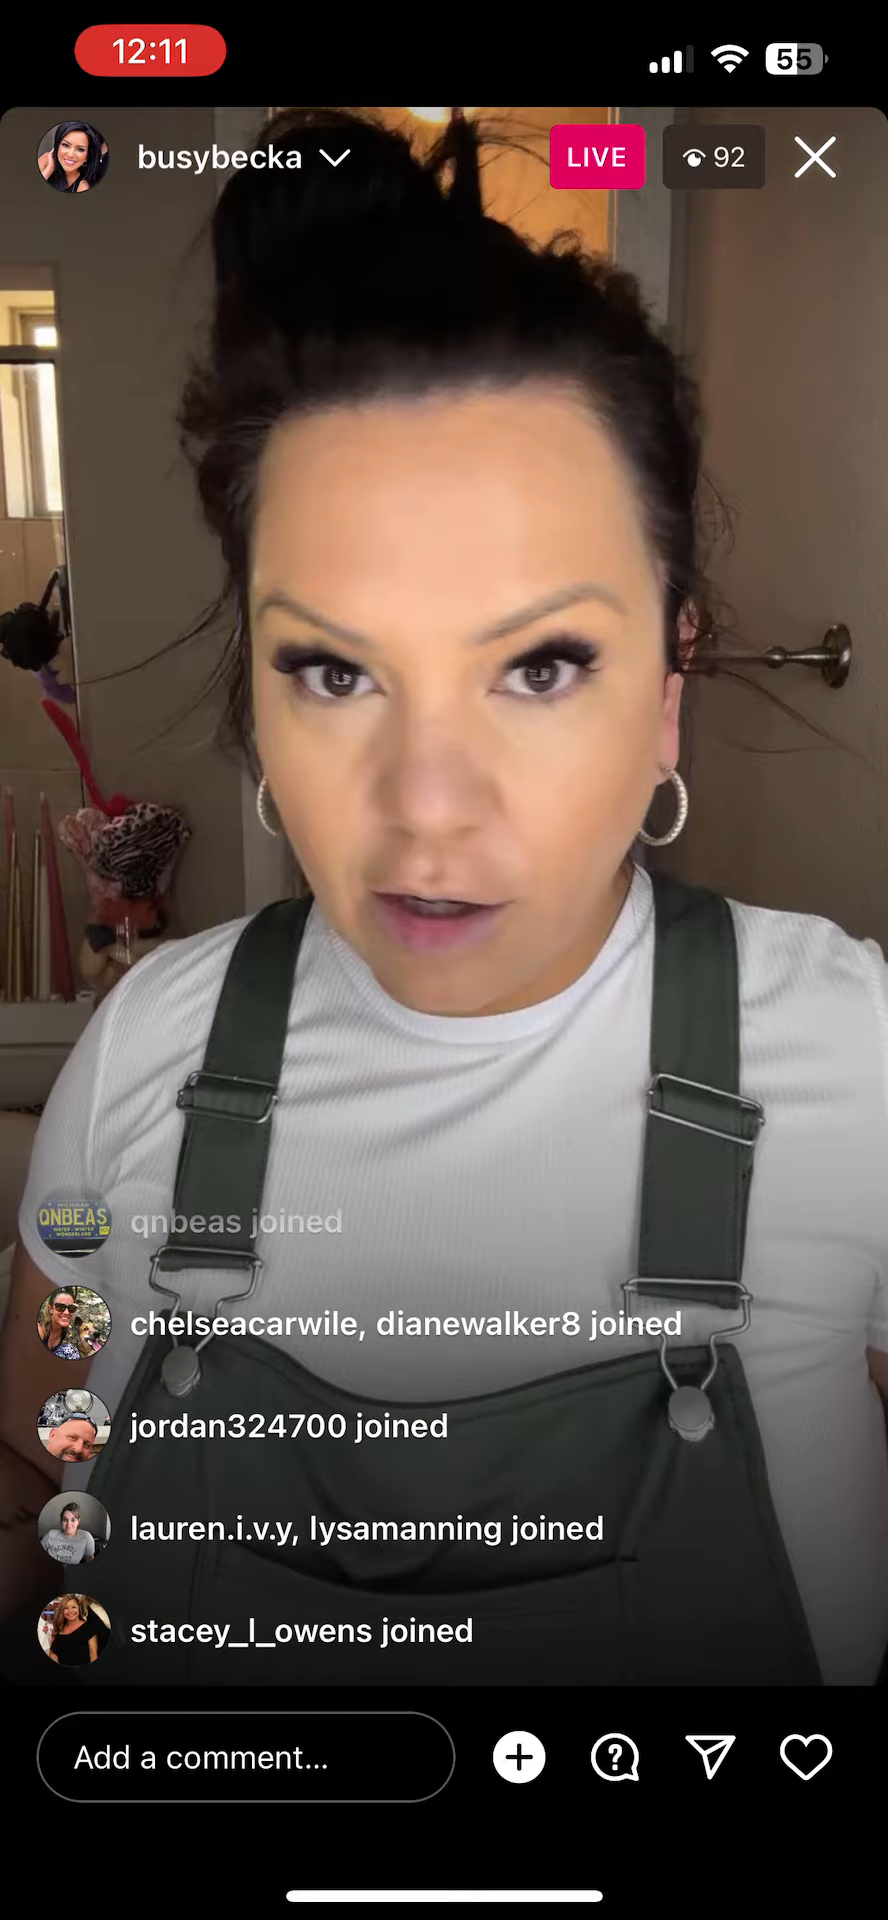 12:11
55
busybecka
LIVE
92
QNBEAS
qnbeas joined
chelseacarwile, dianewalker8 joined
jordan324700 joined
lauren.i.v.y, lysamanning joined
stacey_l_owens joined
Add a comment...